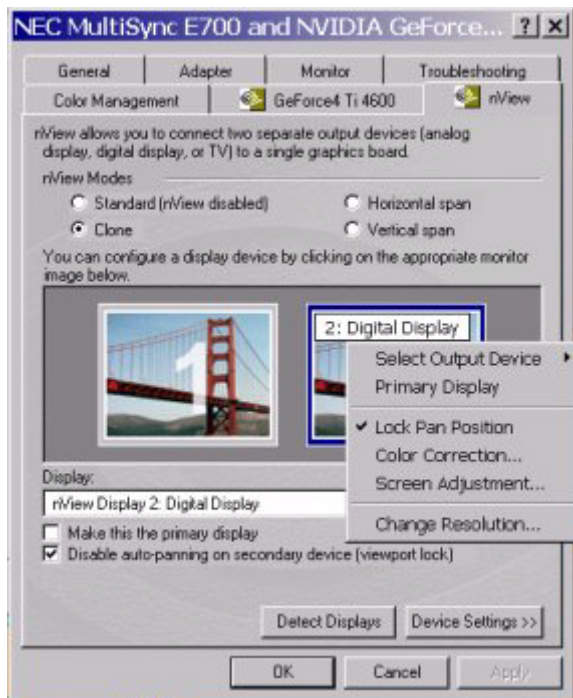 NEC MultiSync E700 and NVIDIA GeForce...
General Adapter Monitor Troubleshooting
Color Management GeForce4 Ti 4600 nView
nView allows you to connect two separate output devices (analog
display, digital display, or TV) to a single graphics board.
nView Modes
Standard (nView disabled) Horizontal span
Clone Vertical span
You can configure a display device by clicking on the appropriate monitor
image below.
1
2: Digital Display
Select Output Device
Primary Display
Lock Pan Position
Color Correction...
Screen Adjustment...
Change Resolution...
Display:
nView Display 2: Digital Display
Make this the primary display
Disable auto-panning on secondary device (viewport lock)
Detect Displays Device Settings >>
OK Cancel Apply